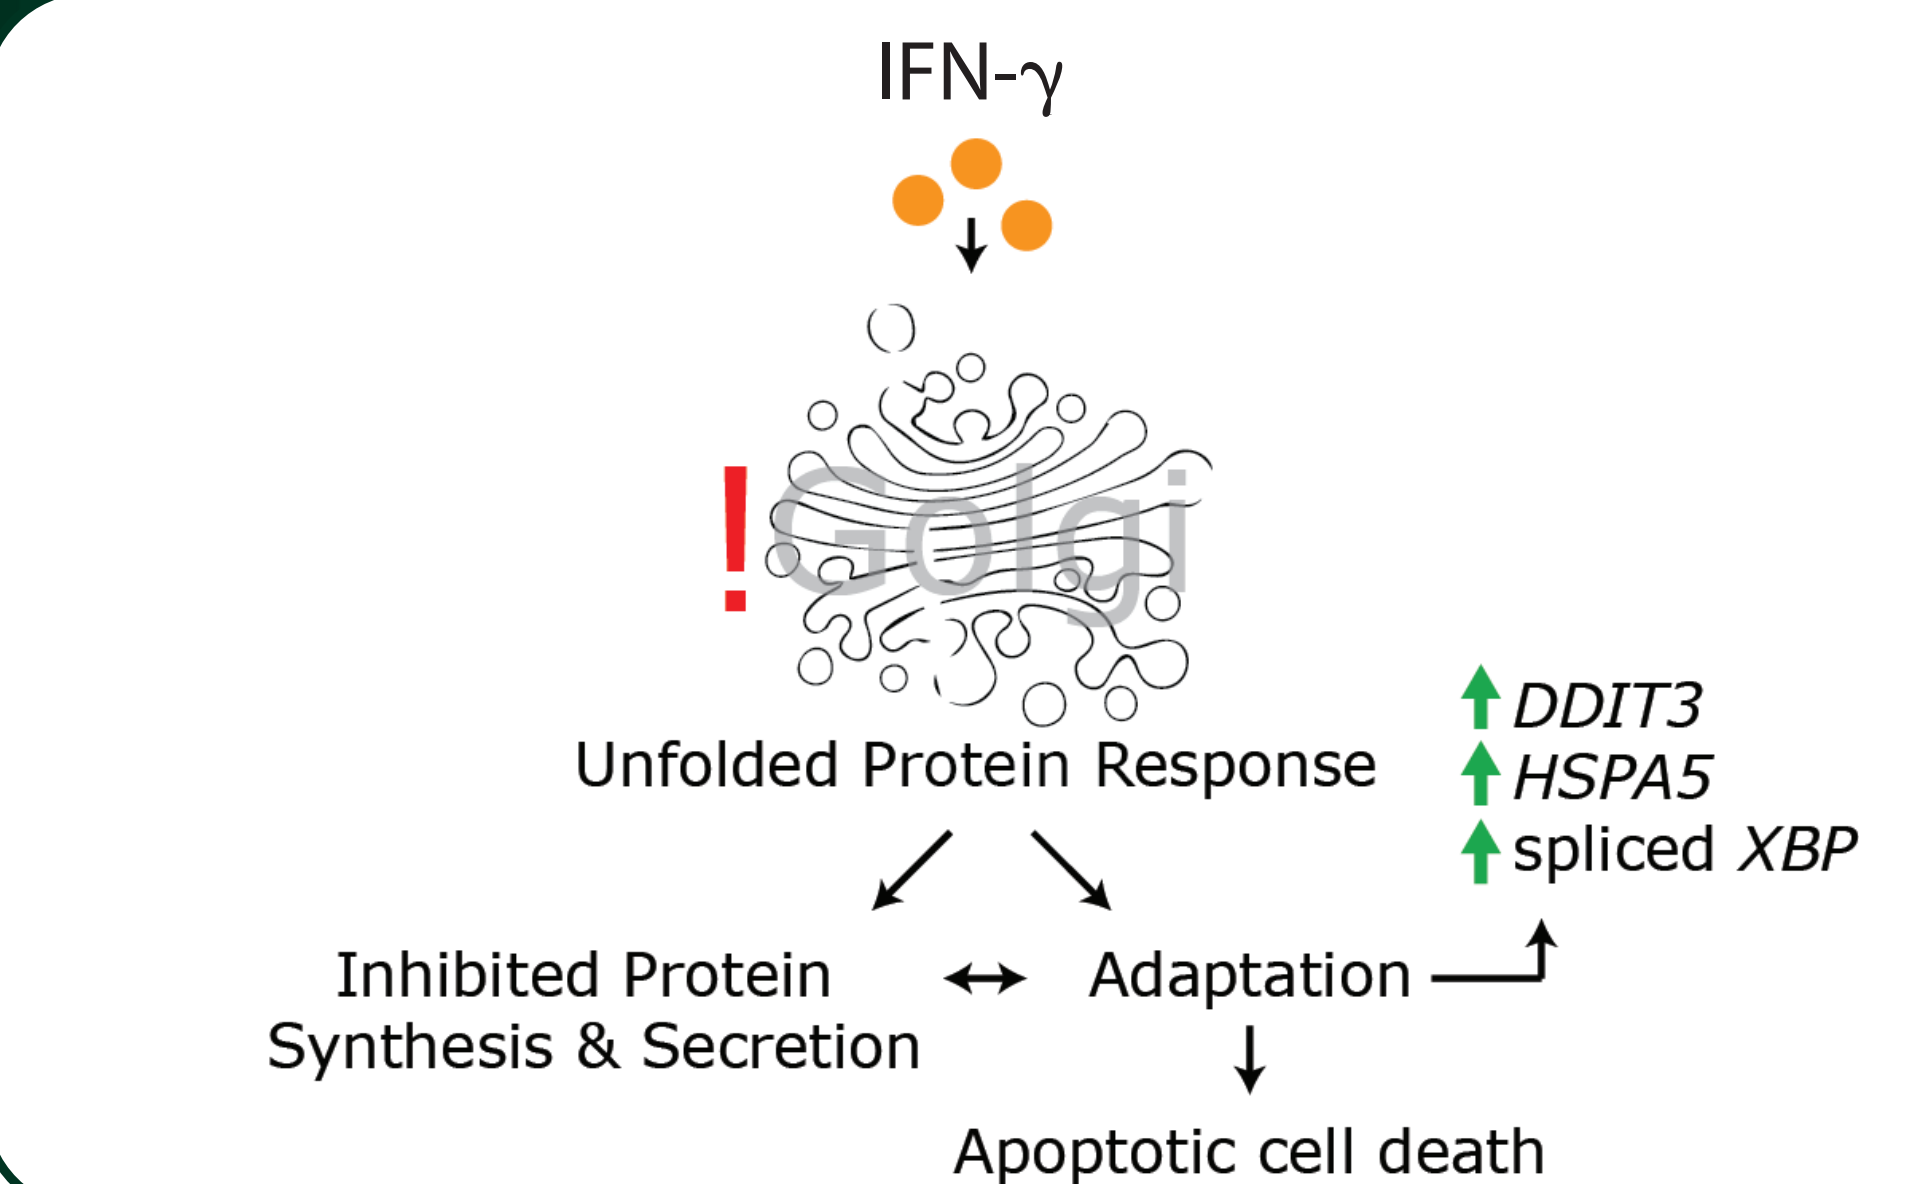 IFN-γ
!
Golgi
Unfolded Protein Response
DDIT3
HSPA5
spliced XBP
Inhibited Protein
Synthesis & Secretion
Adaptation
Apoptotic cell death